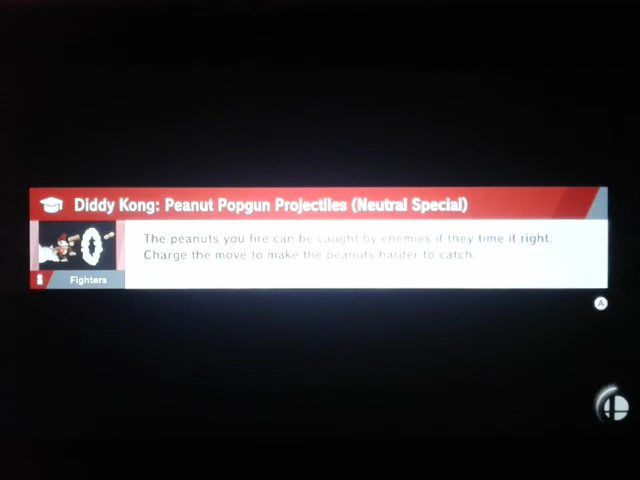 Diddy Kong: Peanut Popgun Projectiles (Neutral Special)
The peanuts you fire can be caught by enemies if they time it right.
Charge the move to make the peanuts harder to catch.
Fighters
A